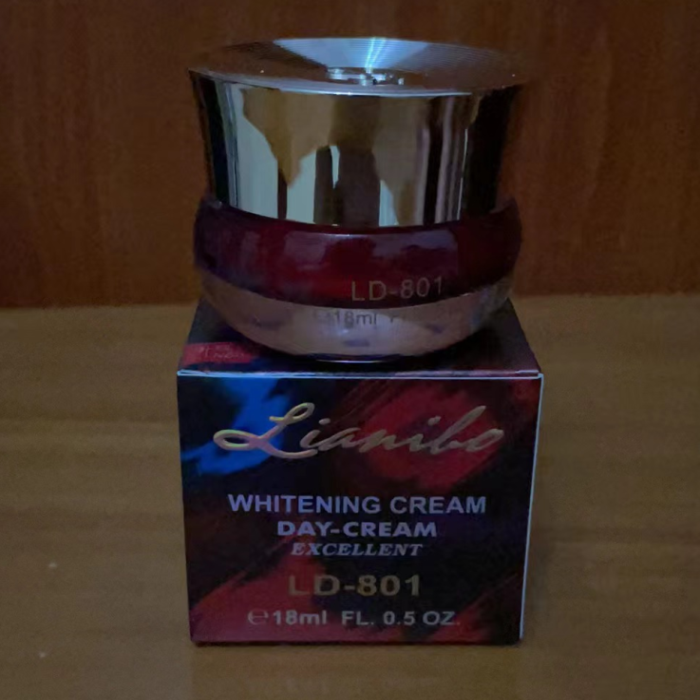 LD-801
18ml
Lianibo
WHITENING CREAM
DAY-CREAM
EXCELLENT
LD-801
℮18ml FL. 0.5 OZ.